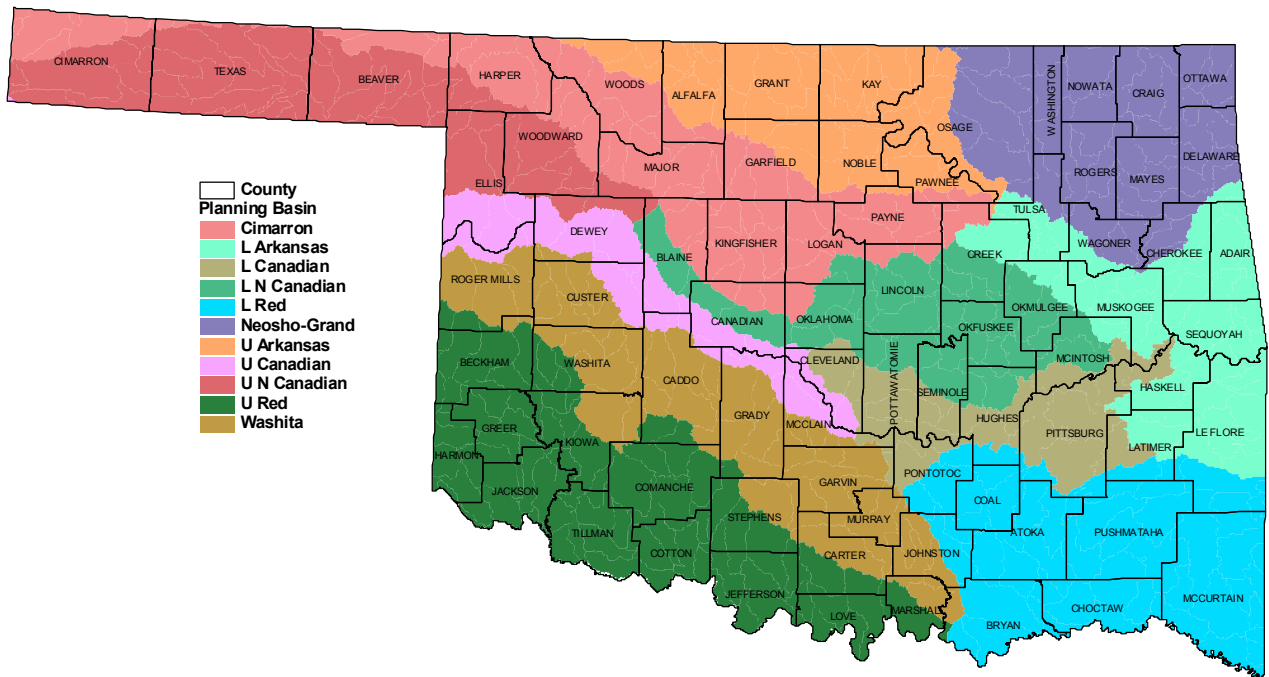 CIMARRON
TEXAS
BEAVER
HARPER
WOODS
ALFALFA
GRANT
KAY
OSAGE
WASHINGTON
NOWATA
CRAIG
OTTAWA
WOODWARD
ELLIS
MAJOR
GARFIELD
NOBLE
PAWNEE
ROGERS
MAYES
DELAWARE
County
Planning Basin
Cimarron
L Arkansas
L Canadian
L N Canadian
L Red
Neosho-Grand
U Arkansas
U Canadian
U N Canadian
U Red
Washita
DEWEY
BLAINE
KINGFISHER
LOGAN
PAYNE
CREEK
TULSA
WAGONER
CHEROKEE
ADAIR
ROGER MILLS
CUSTER
CANADIAN
OKLAHOMA
LINCOLN
OKMULGEE
MUSKOGEE
SEQUOYAH
OKFUSKEE
MCINTOSH
BECKHAM
WASHITA
CADDO
CLEVELAND
POTTAWATOMIE
SEMINOLE
HASKELL
GREER
KIOWA
GRADY
MCCLAIN
HUGHES
PITTSBURG
LATIMER
LE FLORE
HARMON
JACKSON
COMANCHE
GARVIN
PONTOTOC
COAL
TILLMAN
COTTON
STEPHENS
MURRAY
CARTER
JOHNSTON
ATOKA
PUSHMATAHA
JEFFERSON
LOVE
MARSHALL
BRYAN
CHOCTAW
MCCURTAIN